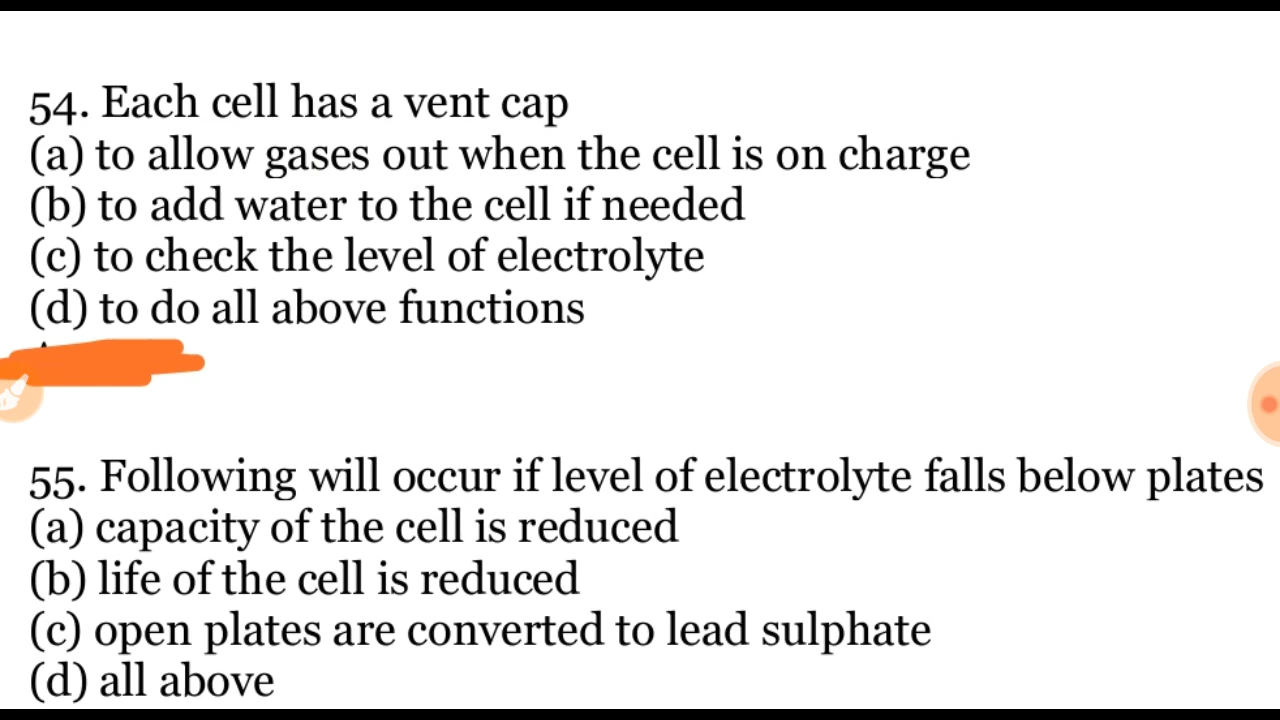 54. Each cell has a vent cap
(a) to allow gases out when the cell is on charge
(b) to add water to the cell if needed
(c) to check the level of electrolyte
(d) to do all above functions
55. Following will occur if level of electrolyte falls below plates
(a) capacity of the cell is reduced
(b) life of the cell is reduced
(c) open plates are converted to lead sulphate
(d) all above